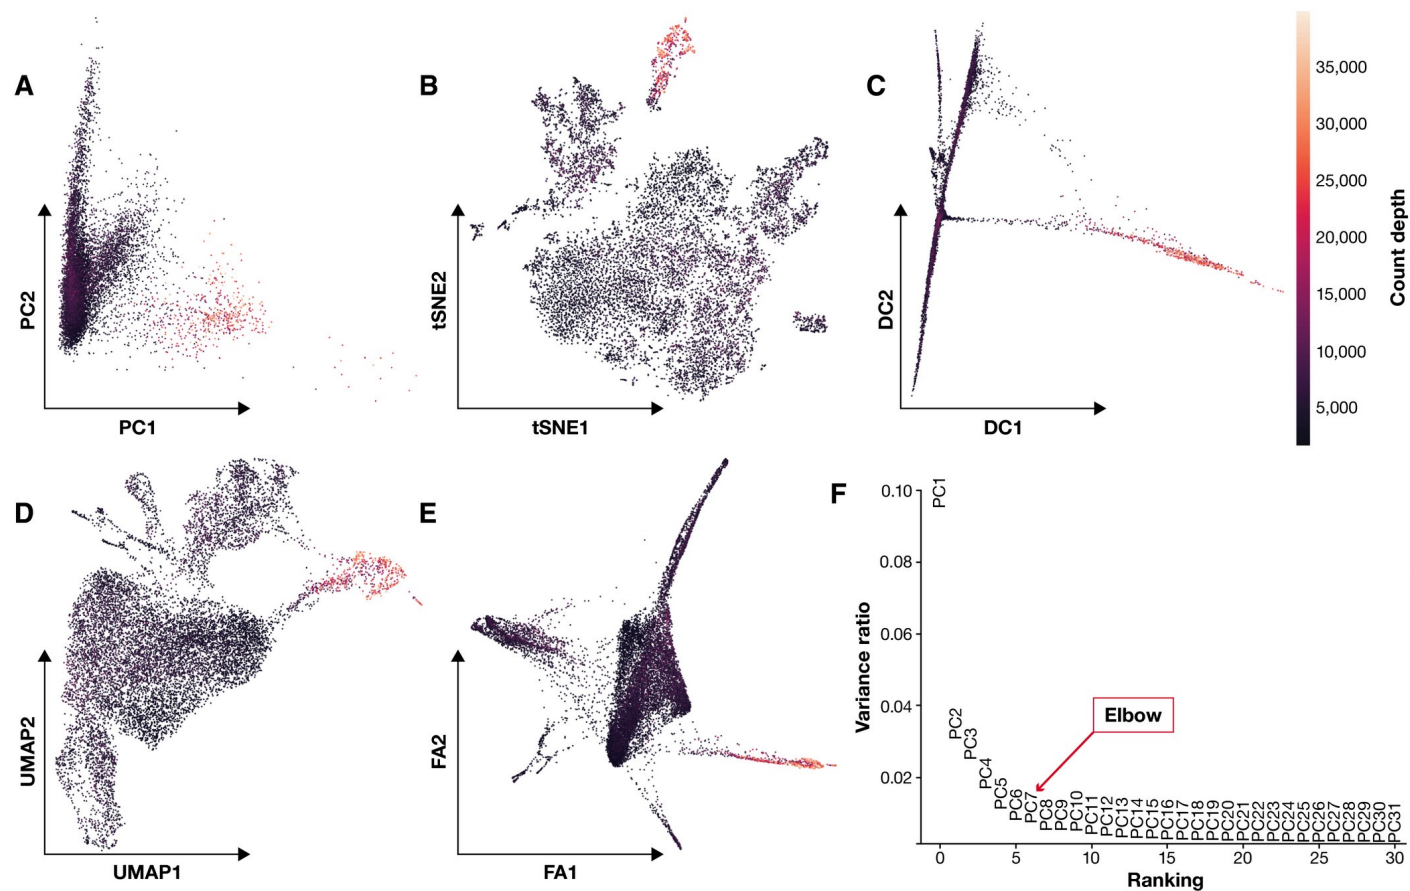 A
PC2
PC1
B
tSNE2
tSNE1
C
DC2
DC1
35,000
30,000
25,000
20,000
15,000
10,000
5,000
Count depth
D
UMAP2
UMAP1
E
FA2
FA1
F
0.10
0.08
0.06
0.04
0.02
Variance ratio
PC1
PC2
PC3
PC4
PC5
PC6
PC7
PC8
PC9
PC10
PC11
PC12
PC13
PC14
PC15
PC16
PC17
PC18
PC19
PC20
PC21
PC22
PC23
PC24
PC25
PC26
PC27
PC28
PC29
PC30
PC31
Elbow
0
5
10
15
20
25
30
Ranking